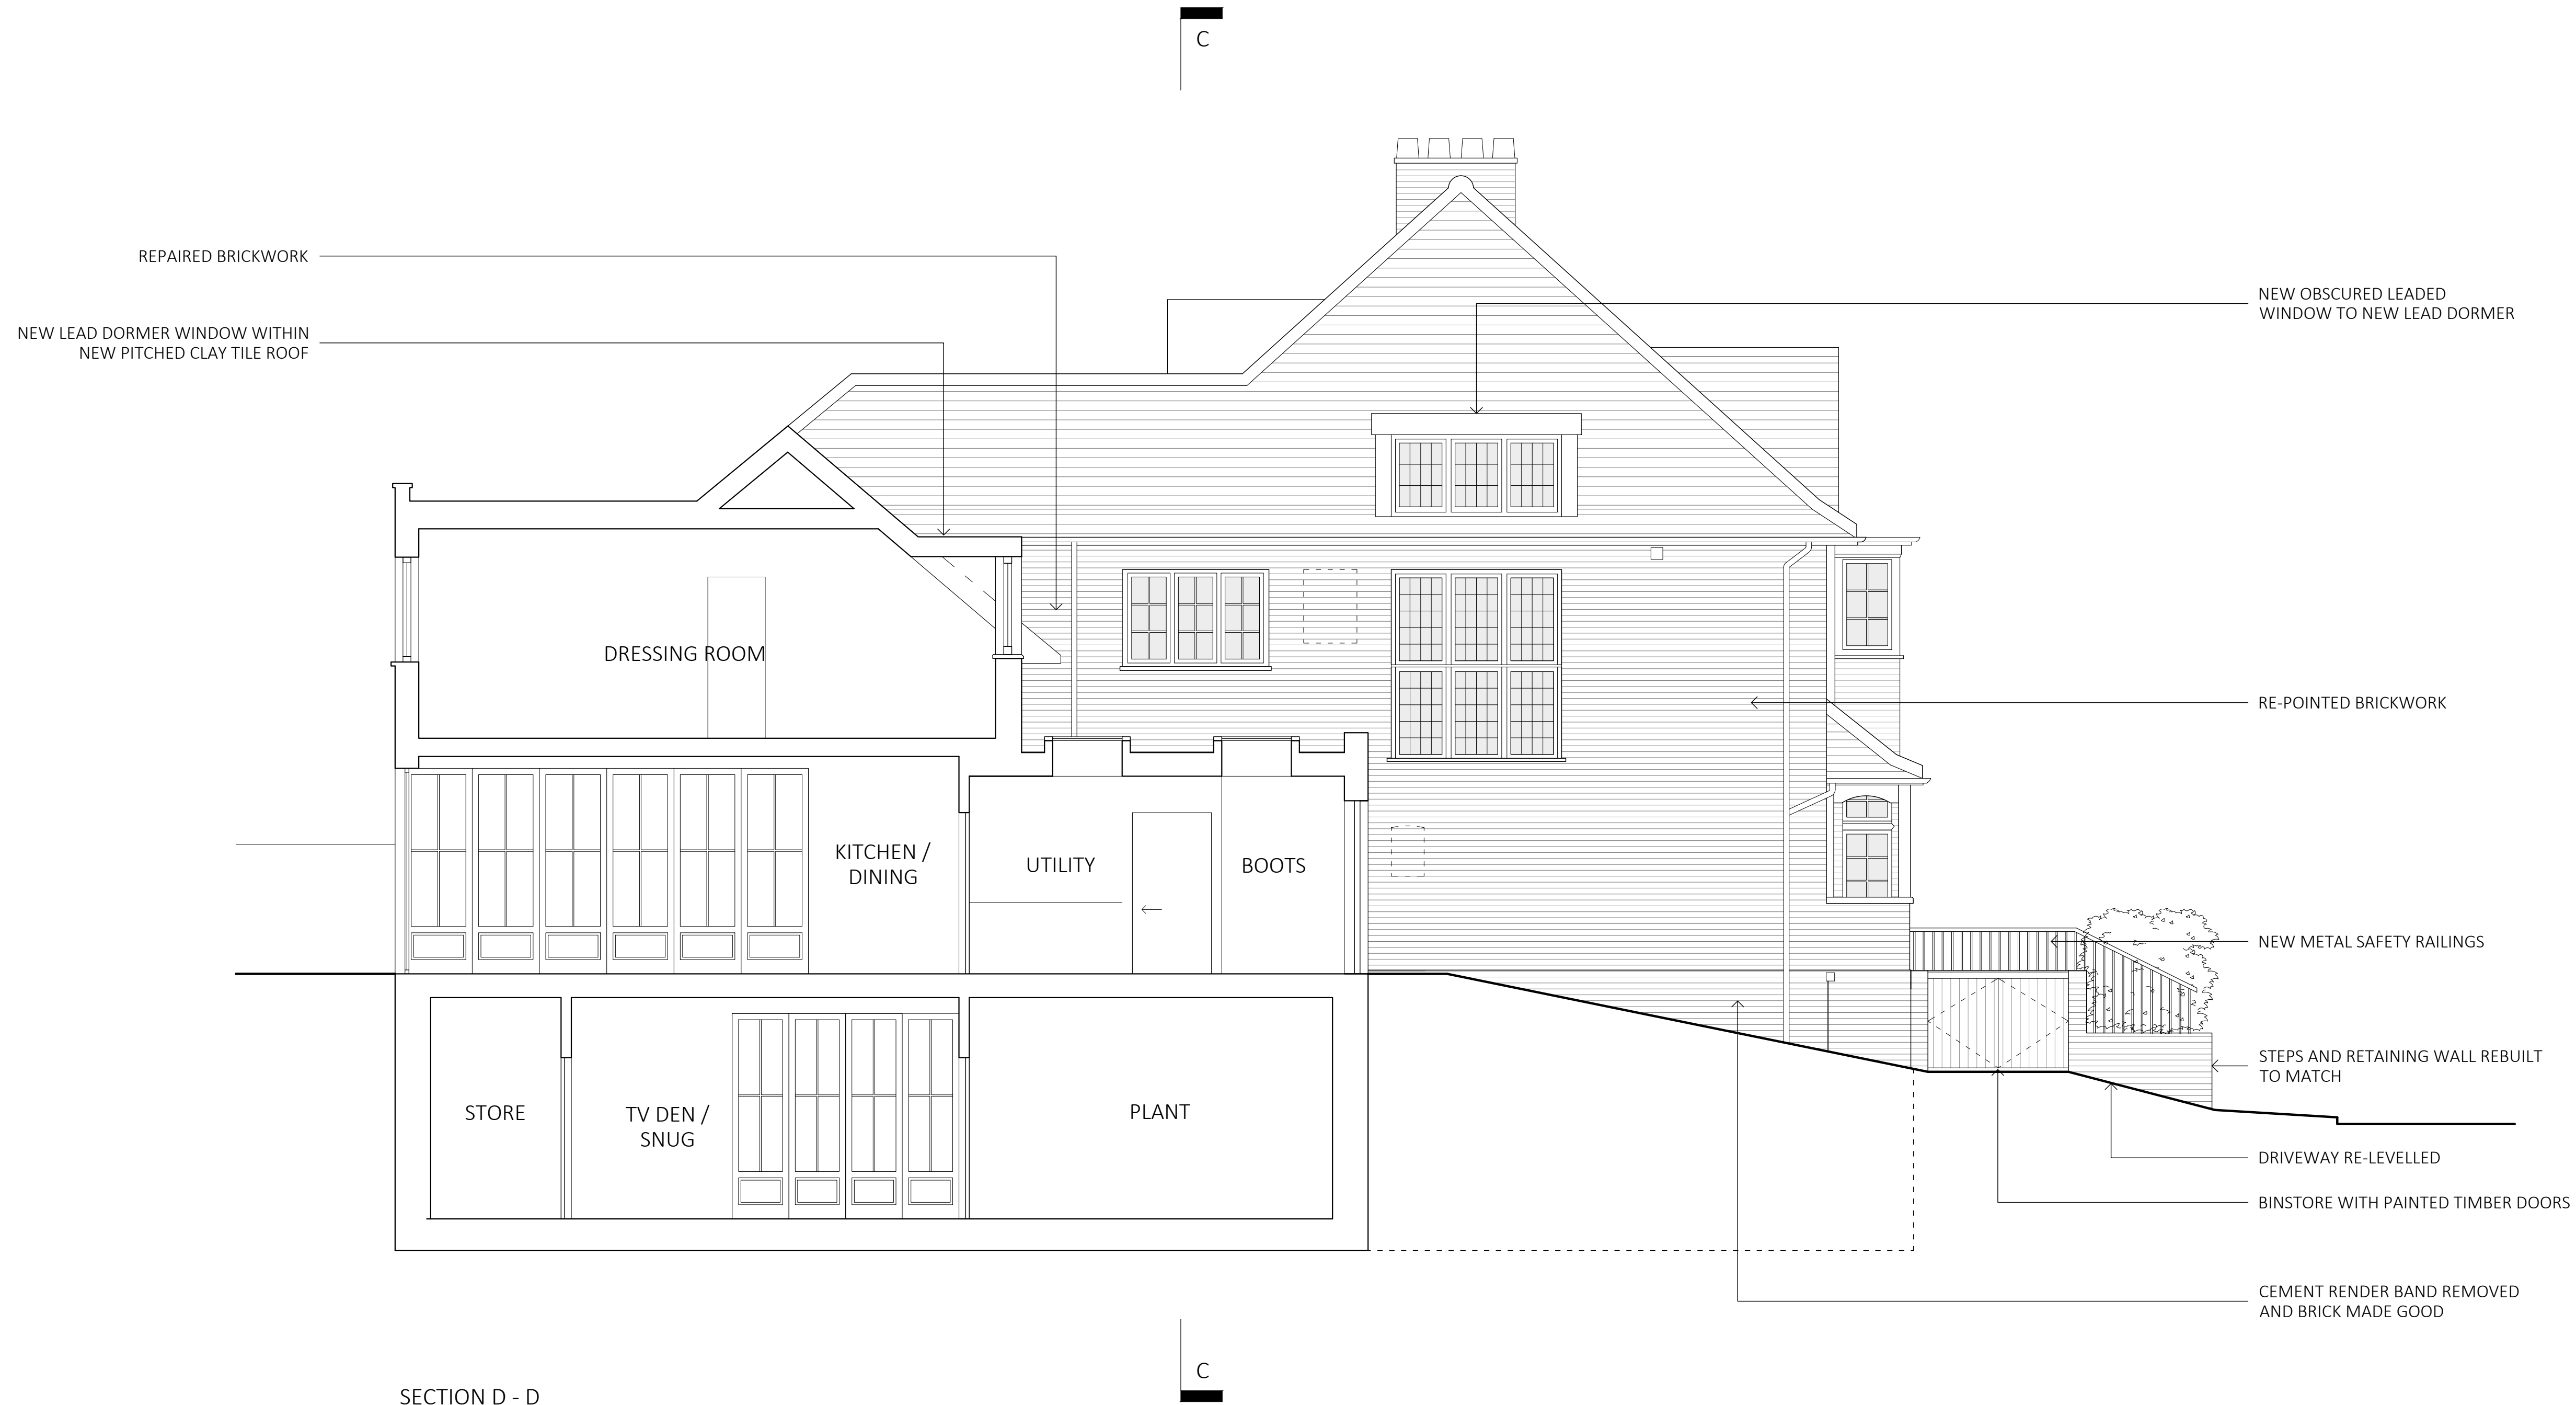 C
REPAIRED BRICKWORK
NEW LEAD DORMER WINDOW WITHIN
NEW PITCHED CLAY TILE ROOF
NEW OBSCURED LEADED
WINDOW TO NEW LEAD DORMER
DRESSING ROOM
RE-POINTED BRICKWORK
KITCHEN /
DINING
UTILITY
BOOTS
NEW METAL SAFETY RAILINGS
STORE
TV DEN /
SNUG
PLANT
STEPS AND RETAINING WALL REBUILT
TO MATCH
DRIVEWAY RE-LEVELLED
BINSTORE WITH PAINTED TIMBER DOORS
CEMENT RENDER BAND REMOVED
AND BRICK MADE GOOD
C
SECTION D - D